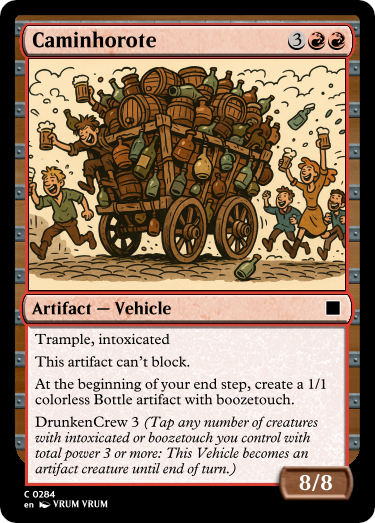 Caminhorote 3
Artifact — Vehicle
Trample, intoxicated
This artifact can't block.
At the beginning of your end step, create a 1/1
colorless Bottle artifact with boozetouch.
DrunkenCrew 3 (Tap any number of creatures
with intoxicated or boozetouch you control with
total power 3 or more: This Vehicle becomes an
artifact creature until end of turn.)
8/8
C 0284
en VRUM VRUM